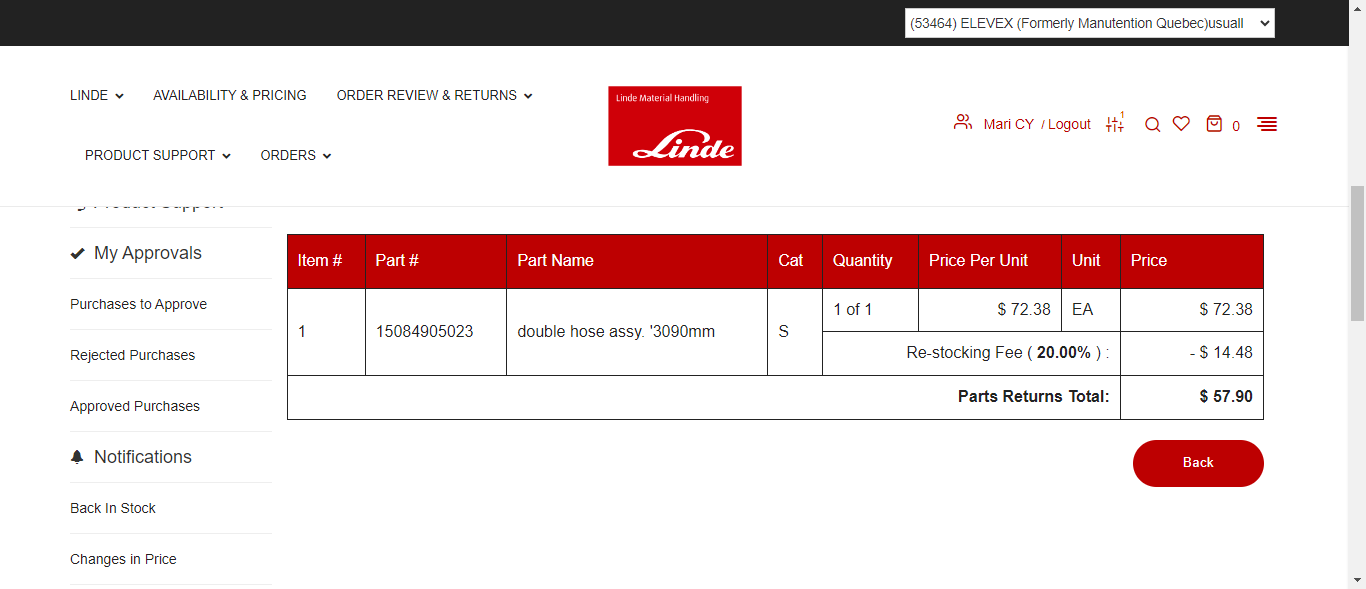 (53464) ELEVEX (Formerly Manutention Quebec)usuall
LINDE
AVAILABILITY & PRICING
ORDER REVIEW & RETURNS
PRODUCT SUPPORT
ORDERS
Linde Material Handling
Linde
Mari CY / Logout
1
0
Product Support
My Approvals
Purchases to Approve
Rejected Purchases
Approved Purchases
Notifications
Back In Stock
Changes in Price
Item # Part # Part Name Cat Quantity Price Per Unit Unit Price
1 15084905023 double hose assy. '3090mm S 1 of 1 $ 72.38 EA $ 72.38
Re-stocking Fee ( 20.00% ) : - $ 14.48
Parts Returns Total: $ 57.90
Back